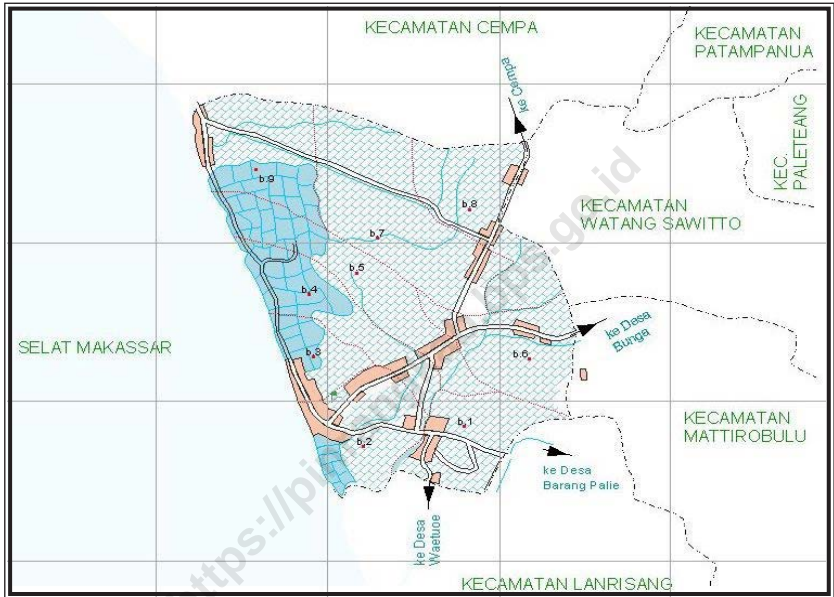 KECAMATAN CEMPA
KECAMATAN
PATAMPANUA
ke Cempa
KEC.
PALETEANG
b.9
b.8
KECAMATAN
WATANG SAWITTO
b.7
b.5
b.4
ke Desa
Bunga
SELAT MAKASSAR
b.3
b.6
KECAMATAN
MATTIROBULU
b.1
b.2
ke Desa
Barang Palie
ke Desa
Waetuoe
KECAMATAN LANRISANG